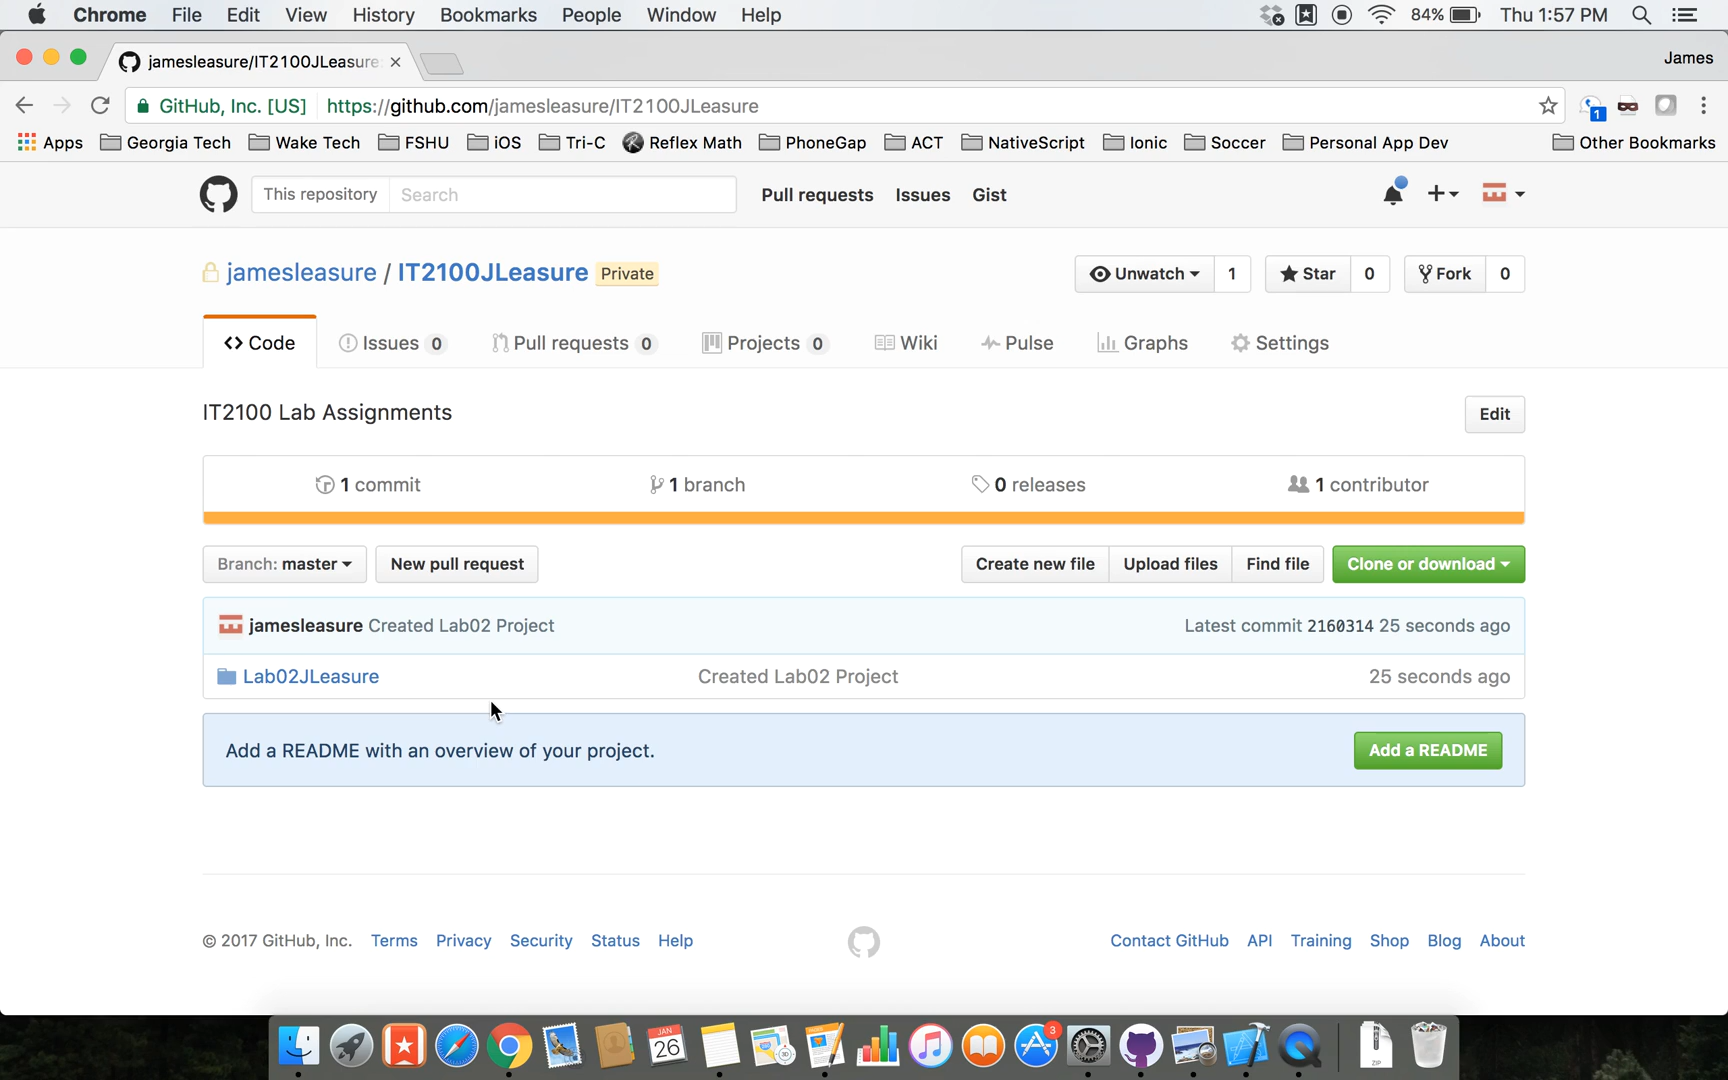 Chrome File Edit View History Bookmarks People Window Help 84% Thu 1:57 PM
jamesleasure/IT2100JLeasure James
GitHub, Inc. [US] https://github.com/jamesleasure/IT2100JLeasure 1
Apps Georgia Tech Wake Tech FSHU iOS Tri-C Reflex Math PhoneGap ACT NativeScript Ionic Soccer Personal App Dev Other Bookmarks
This repository Search Pull requests Issues Gist
jamesleasure / IT2100JLeasure Private Unwatch 1 Star 0 Fork 0
Code Issues 0 Pull requests 0 Projects 0 Wiki Pulse Graphs Settings
IT2100 Lab Assignments Edit
1 commit 1 branch 0 releases 1 contributor
Branch: master New pull request Create new file Upload files Find file Clone or download
jamesleasure Created Lab02 Project Latest commit 2160314 25 seconds ago
Lab02JLeasure Created Lab02 Project 25 seconds ago
Add a README with an overview of your project. Add a README
© 2017 GitHub, Inc. Terms Privacy Security Status Help Contact GitHub API Training Shop Blog About
JAN 26 3 ZIP